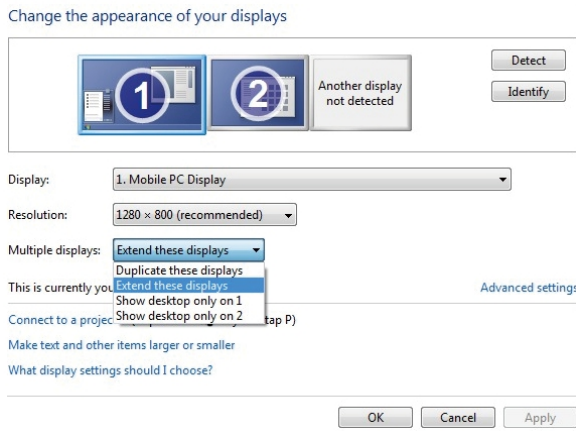 Change the appearance of your displays
1
2
Another display
not detected
Detect
Identify
Display:
1. Mobile PC Display
Resolution:
1280 × 800 (recommended)
Multiple displays:
Extend these displays
Duplicate these displays
Extend these displays
Show desktop only on 1
Show desktop only on 2
This is currently you
Advanced settings
Connect to a projec
tap P)
Make text and other items larger or smaller
What display settings should I choose?
OK
Cancel
Apply